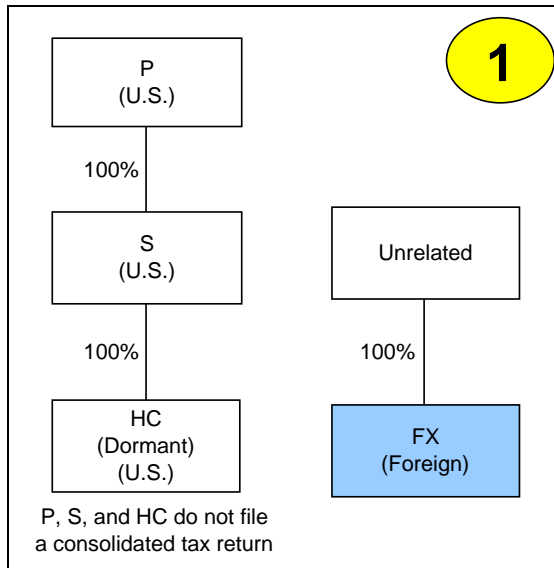 1
P
(U.S.)
100%
S
(U.S.)
100%
HC
(Dormant)
(U.S.)
P, S, and HC do not file
a consolidated tax return
Unrelated
100%
FX
(Foreign)